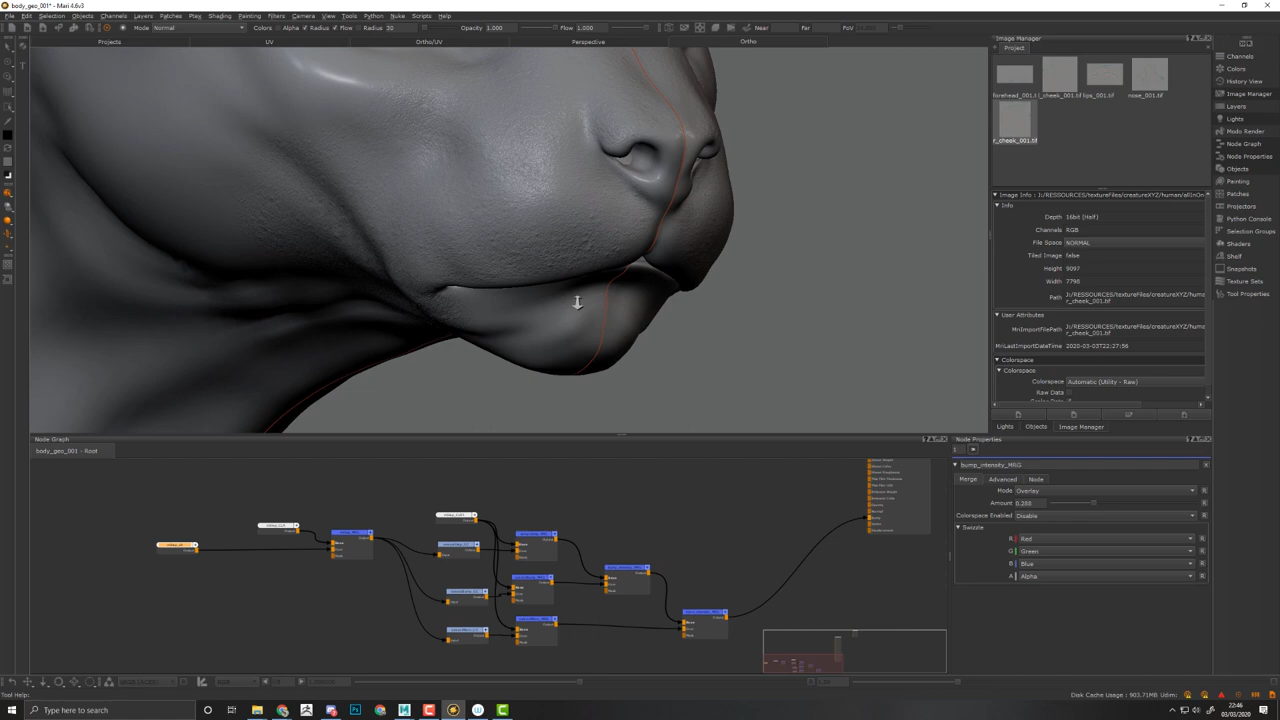 body_geo_001* - Mari 4.6v3
File Edit Selection Objects Channels Layers Patches Play Shading Painting Filters Camera View Tools Python Nuke Scripts Help
Mode Normal Colors Alpha Radius Flow Radius 30 Opacity 1.000 Flow 1.000 Near Far FoV
Projects UV Ortho/UV Perspective Ortho
Image Manager
Project
forehead_001.t l_cheek_001.tif lips_001.tif nose_001.tif
r_cheek_001.tif
Image Info : J:/RESSOURCES/textureFiles/creatureXYZ/human/allInOn
Info
Depth 16bit (Half)
Channels RGB
File Space NORMAL
Tiled Image false
Height 9097
Width 7798
Path J:/RESSOURCES/textureFiles/creatureXYZ/huma
r_cheek_001.tif
User Attributes
MriImportFilePath J:/RESSOURCES/textureFiles/creatureXYZ/huma
r_cheek_001.tif
MriLastImportDateTime 2020-03-03T22:27:56
Colorspace
Colorspace
Colorspace Automatic (Utility - Raw)
Raw Data
Lights Objects Image Manager
Channels
Colors
History View
Image Manager
Layers
Lights
Modo Render
Node Graph
Node Properties
Objects
Painting
Patches
Projectors
Python Console
Selection Groups
Shaders
Shelf
Snapshots
Texture Sets
Tool Properties
Node Graph
body_geo_001 - Root
Node Properties
1
bump_intensity_MRG
Merge Advanced Node
Mode Overlay R
Amount 0.288 R
Colorspace Enabled Disable R
Swizzle
R Red R
G Green R
B Blue R
A Alpha R
Tool Help:
Disk Cache Usage : 903.71MB Udim:
Type here to search
22:46
03/03/2020